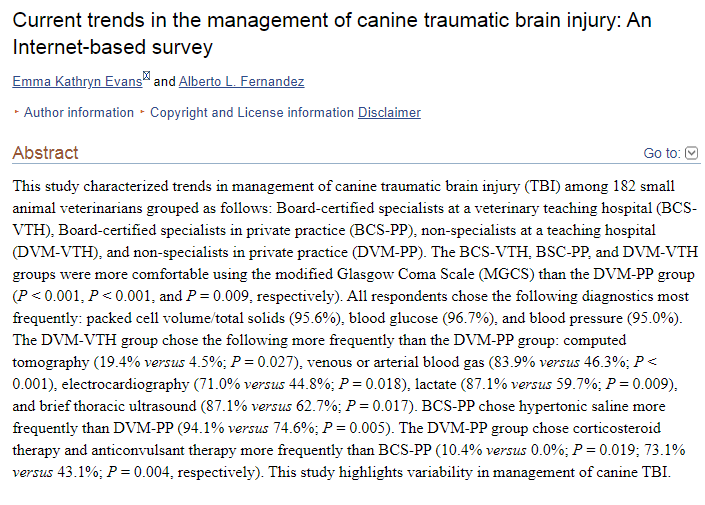 Current trends in the management of canine traumatic brain injury: An
Internet-based survey
Emma Kathryn Evans and Alberto L. Fernandez
Author information Copyright and License information Disclaimer
Abstract
Go to:
This study characterized trends in management of canine traumatic brain injury (TBI) among 182 small
animal veterinarians grouped as follows: Board-certified specialists at a veterinary teaching hospital (BCS-
VTH), Board-certified specialists in private practice (BCS-PP), non-specialists at a teaching hospital
(DVM-VTH), and non-specialists in private practice (DVM-PP). The BCS-VTH, BSC-PP, and DVM-VTH
groups were more comfortable using the modified Glasgow Coma Scale (MGCS) than the DVM-PP group
(P < 0.001, P < 0.001, and P = 0.009, respectively). All respondents chose the following diagnostics most
frequently: packed cell volume/total solids (95.6%), blood glucose (96.7%), and blood pressure (95.0%).
The DVM-VTH group chose the following more frequently than the DVM-PP group: computed
tomography (19.4% versus 4.5%; P = 0.027), venous or arterial blood gas (83.9% versus 46.3%; P <
0.001), electrocardiography (71.0% versus 44.8%; P = 0.018), lactate (87.1% versus 59.7%; P = 0.009),
and brief thoracic ultrasound (87.1% versus 62.7%; P = 0.017). BCS-PP chose hypertonic saline more
frequently than DVM-PP (94.1% versus 74.6%; P = 0.005). The DVM-PP group chose corticosteroid
therapy and anticonvulsant therapy more frequently than BCS-PP (10.4% versus 0.0%; P = 0.019; 73.1%
versus 43.1%; P = 0.004, respectively). This study highlights variability in management of canine TBI.